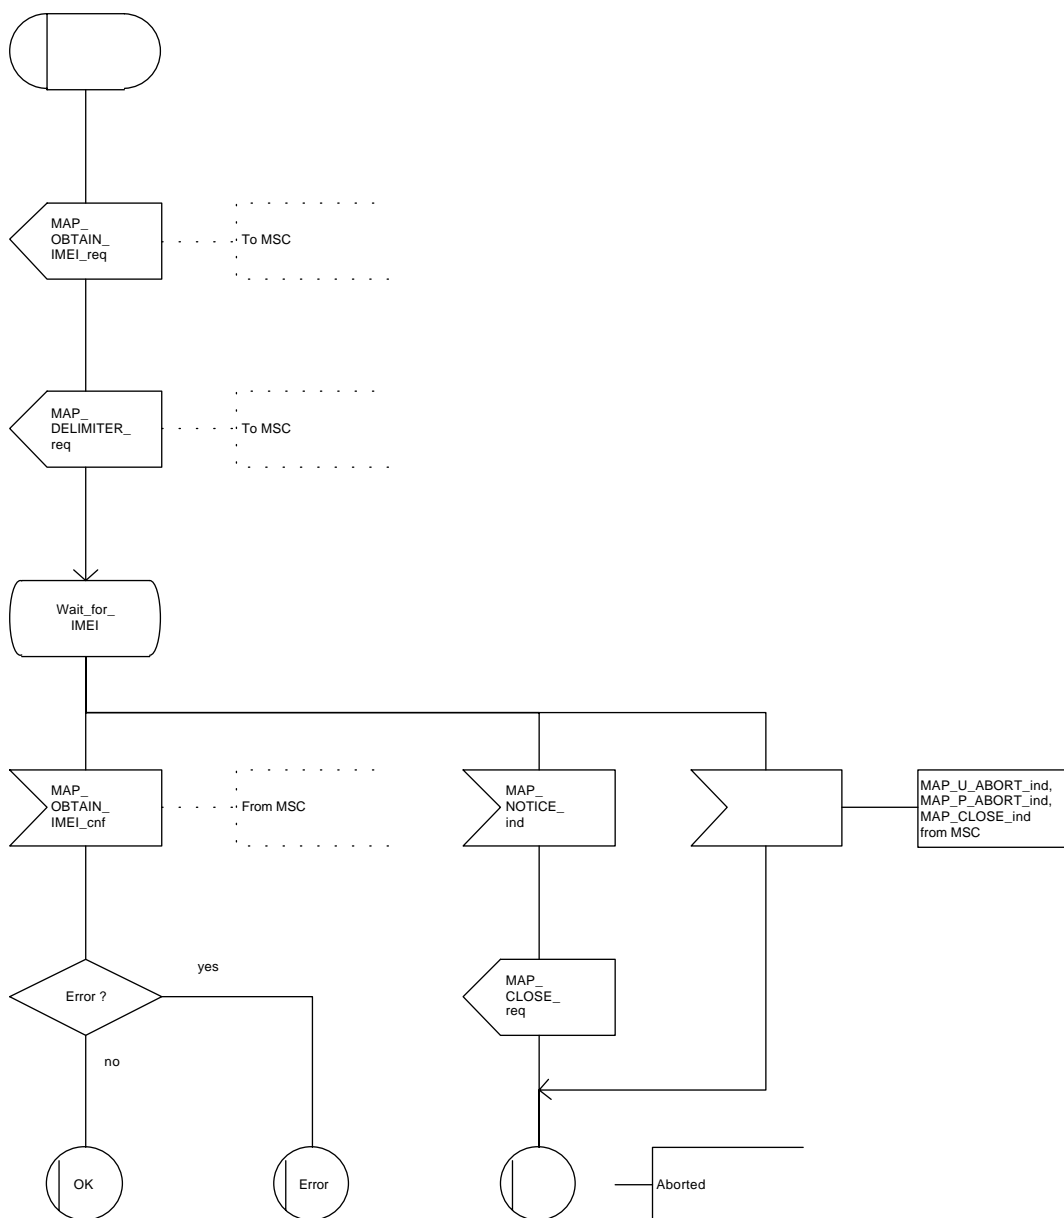 MAP_
OBTAIN_
IMEI_req
To MSC
MAP_
DELIMITER_
req
To MSC
Wait_for_
IMEI
MAP_
OBTAIN_
IMEI_cnf
From MSC
MAP_
NOTICE_
ind
MAP_U_ABORT_ind,
MAP_P_ABORT_ind,
MAP_CLOSE_ind
from MSC
yes
Error ?
MAP_
CLOSE_
req
no
OK
Error
Aborted